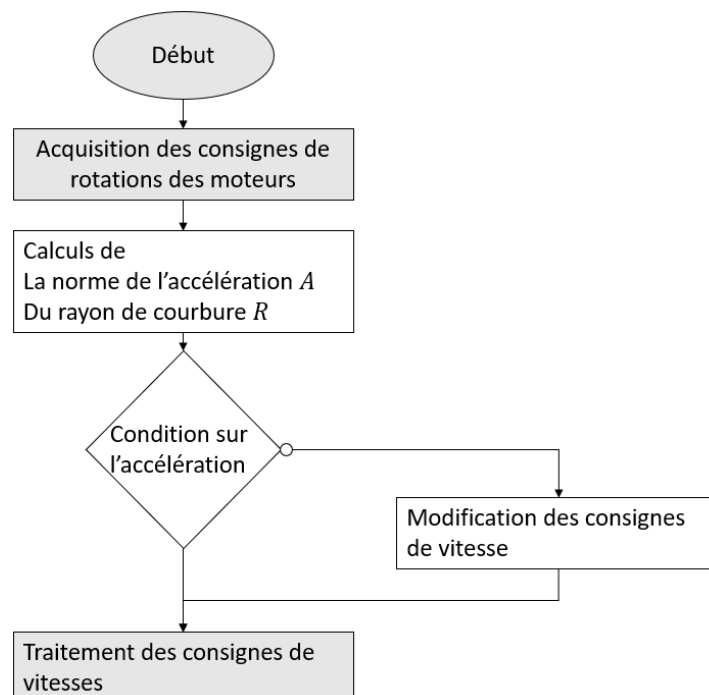 Début
Acquisition des consignes de
rotations des moteurs
Calculs de
La norme de l’accélération A
Du rayon de courbure R
Condition sur
l’accélération
Modification des consignes
de vitesse
Traitement des consignes de
vitesses